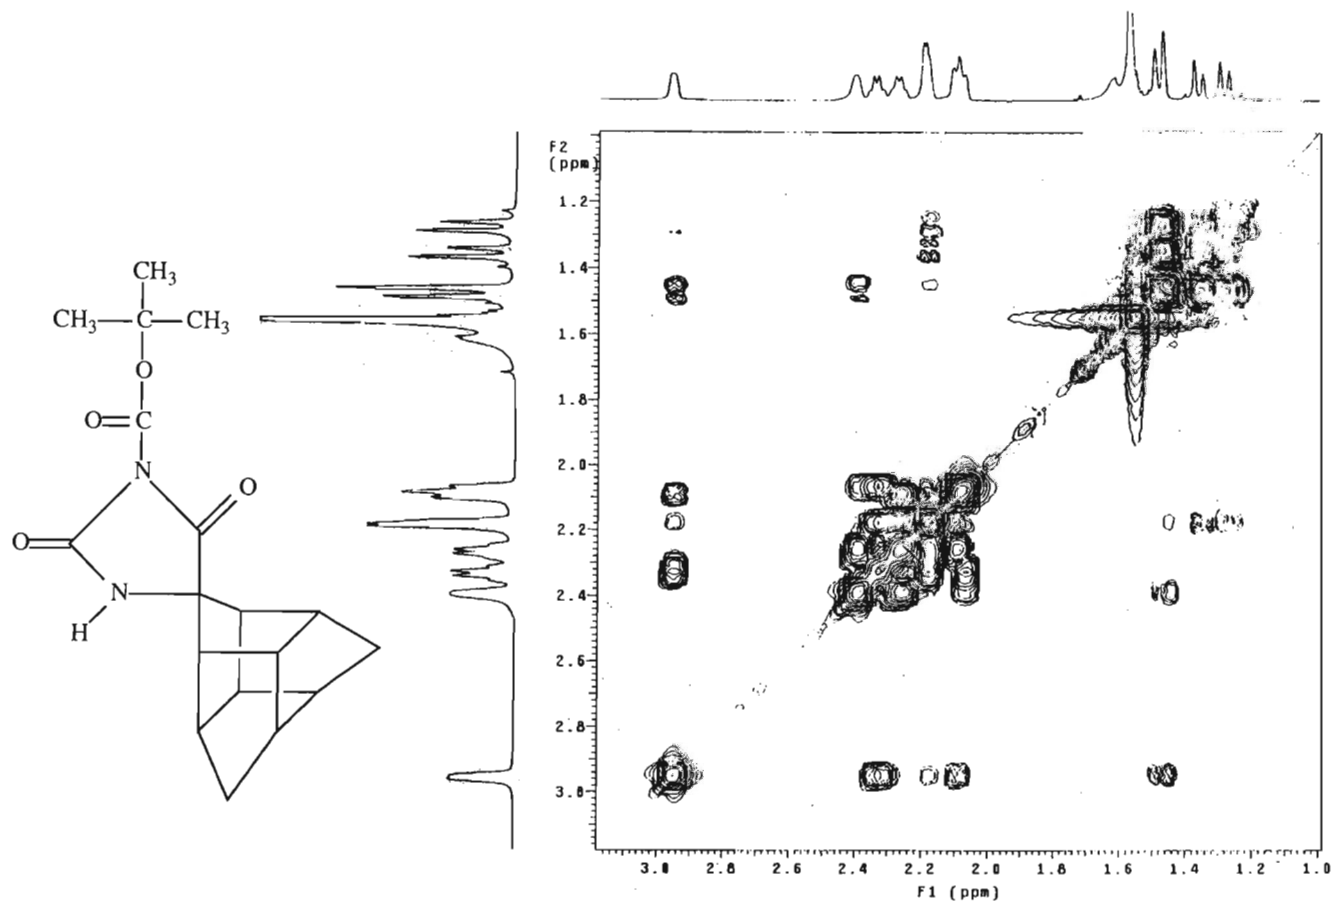 CH3
CH3 C CH3
O
O=C
N
O
O
N
H
F2
(ppm)
1.2
1.4
1.6
1.8
2.0
2.2
2.4
2.6
2.8
3.0
3.0 2.8 2.6 2.4 2.2 2.0 1.8 1.6 1.4 1.2 1.0
F1 (ppm)